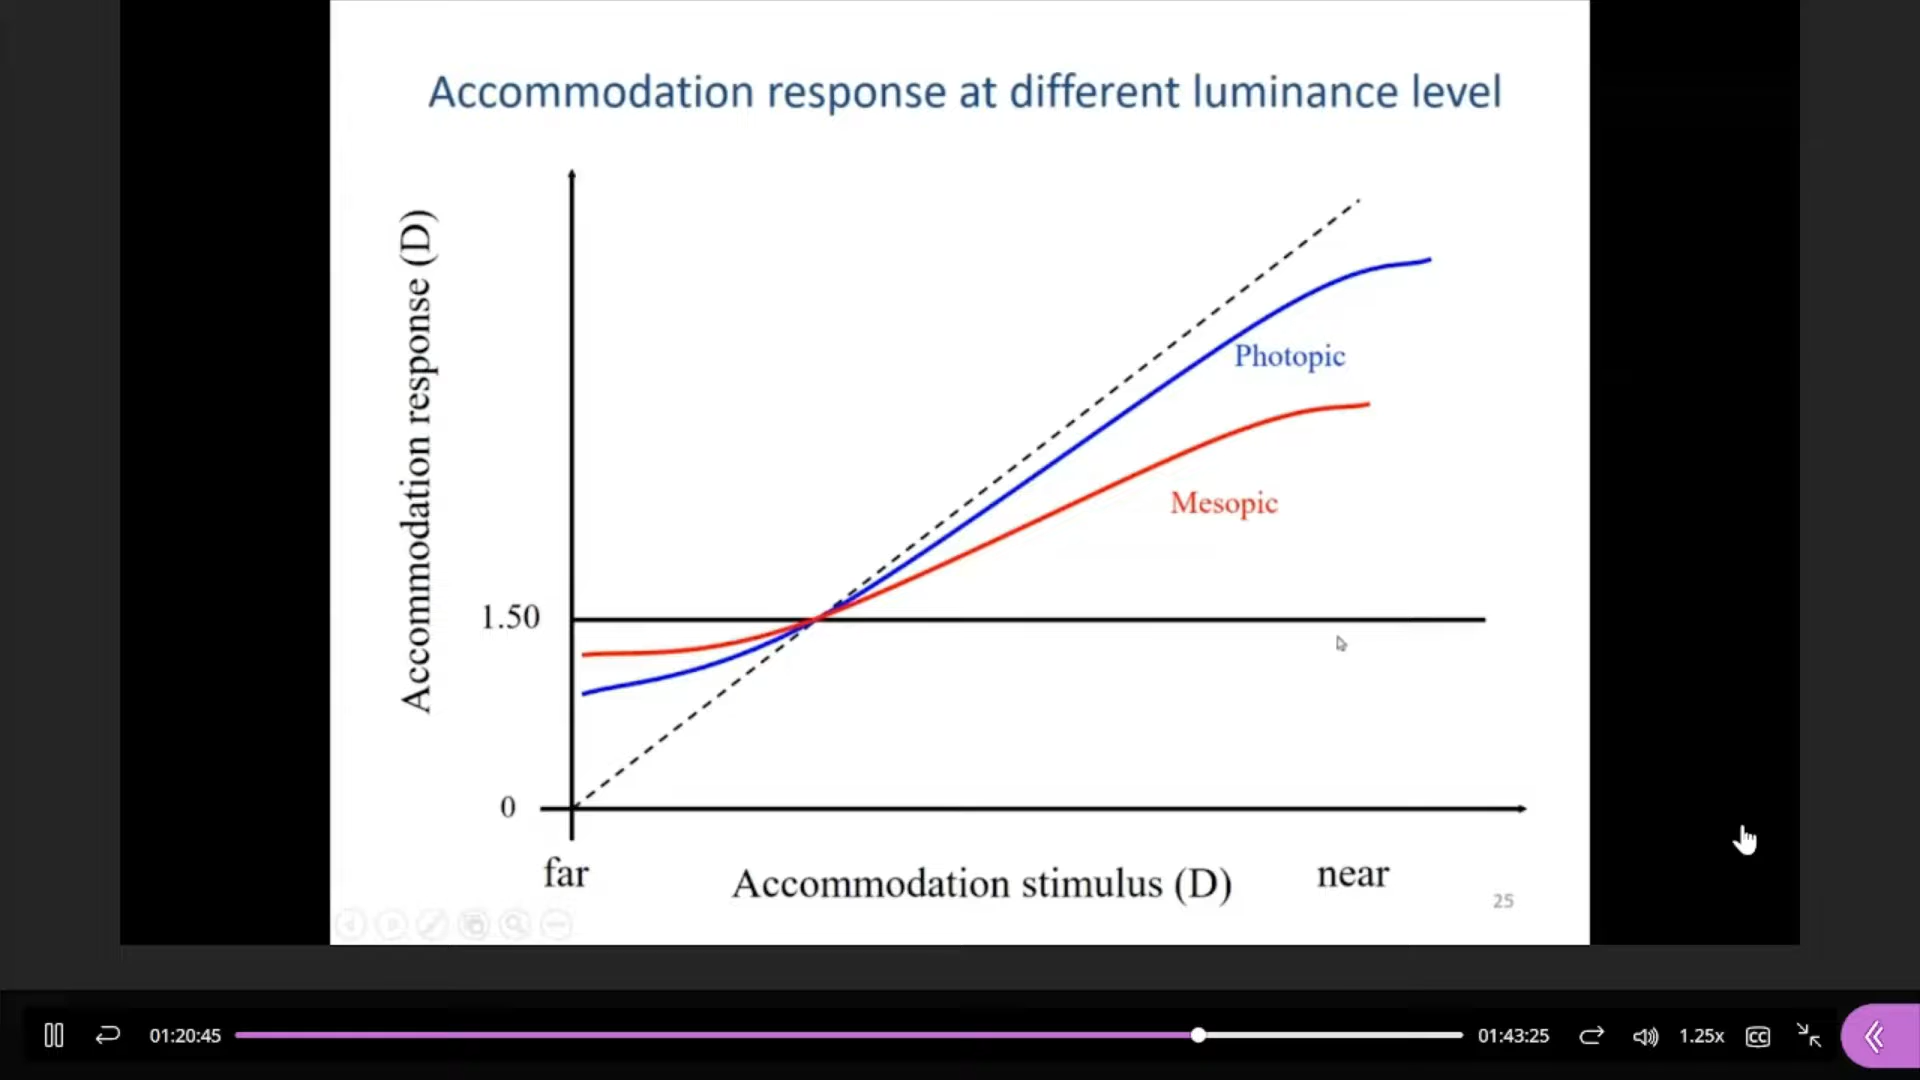 Accommodation response at different luminance level
Accommodation response (D)
Photopic
Mesopic
1.50
0
far
Accommodation stimulus (D)
near
25
01:20:45
01:43:25
1.25x
CC